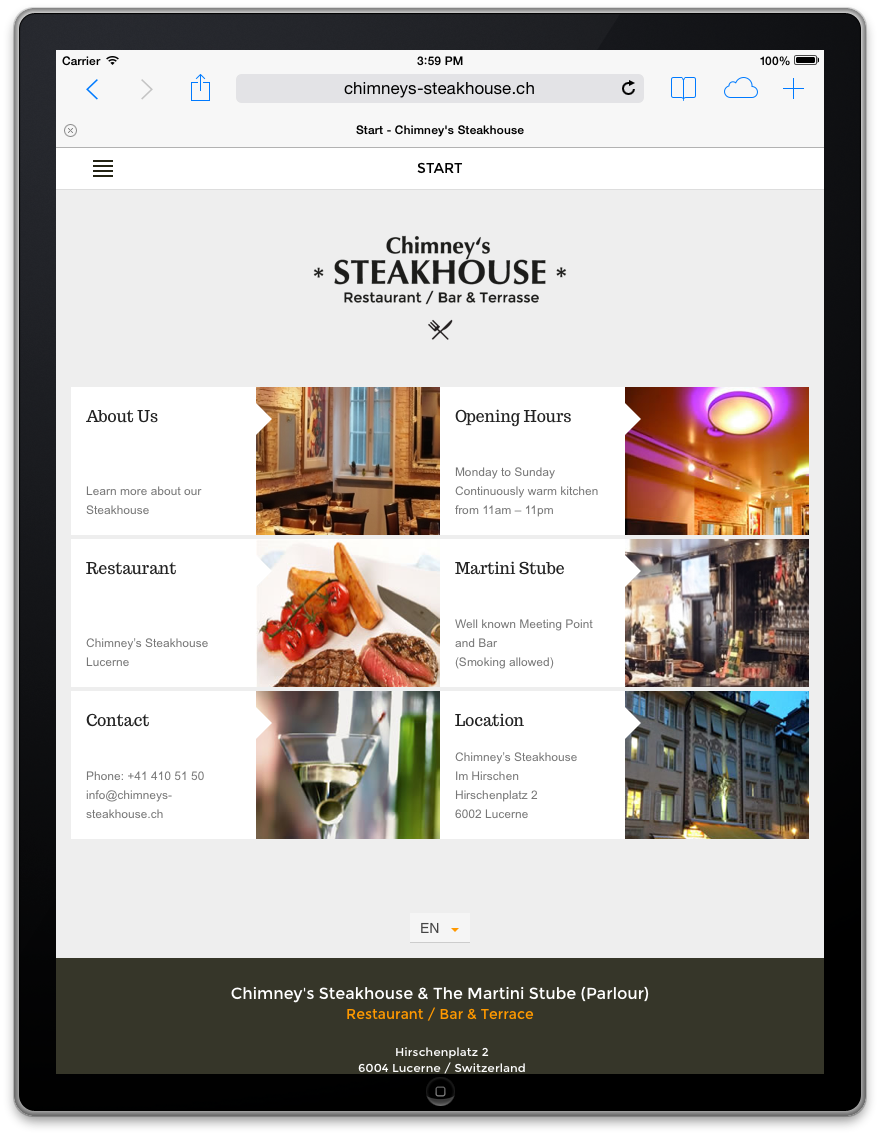 Carrier
3:59 PM
100%
chimneys-steakhouse.ch
Start - Chimney's Steakhouse
START
Chimney‘s
* STEAKHOUSE *
Restaurant / Bar & Terrasse
About Us
Learn more about our
Steakhouse
Opening Hours
Monday to Sunday
Continuously warm kitchen
from 11am – 11pm
Restaurant
Chimney’s Steakhouse
Lucerne
Martini Stube
Well known Meeting Point
and Bar
(Smoking allowed)
Contact
Phone: +41 410 51 50
info@chimneys-
steakhouse.ch
Location
Chimney’s Steakhouse
Im Hirschen
Hirschenplatz 2
6002 Lucerne
EN
Chimney's Steakhouse & The Martini Stube (Parlour)
Restaurant / Bar & Terrace
Hirschenplatz 2
6004 Lucerne / Switzerland